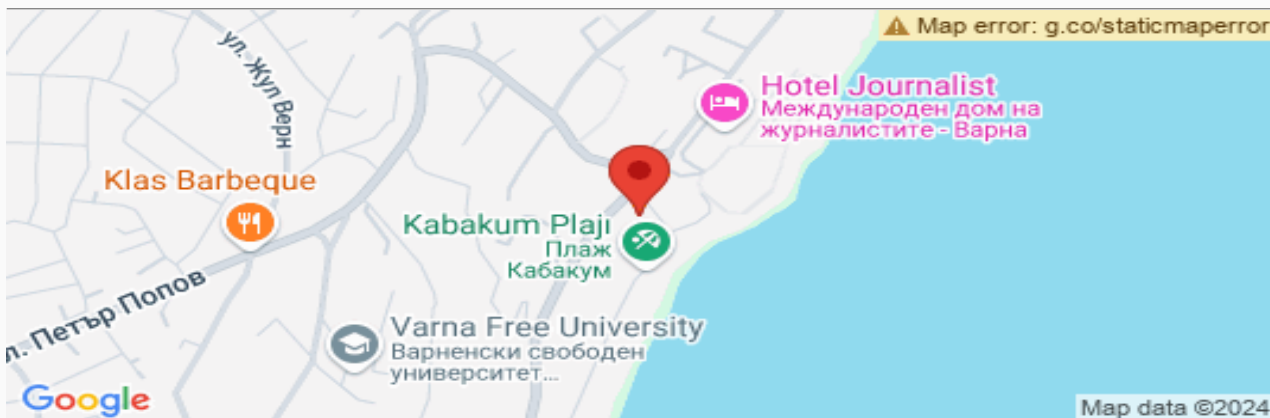 Map error: g.co/staticmaperror
ул. Жул Верн
Hotel Journalist
Международен дом на
журналистите - Варна
Klas Barbeque
Kabakum Plajı
Плаж
Кабакум
л. Петър Попов
Varna Free University
Варненски свободен
университет...
Google
Map data ©2024